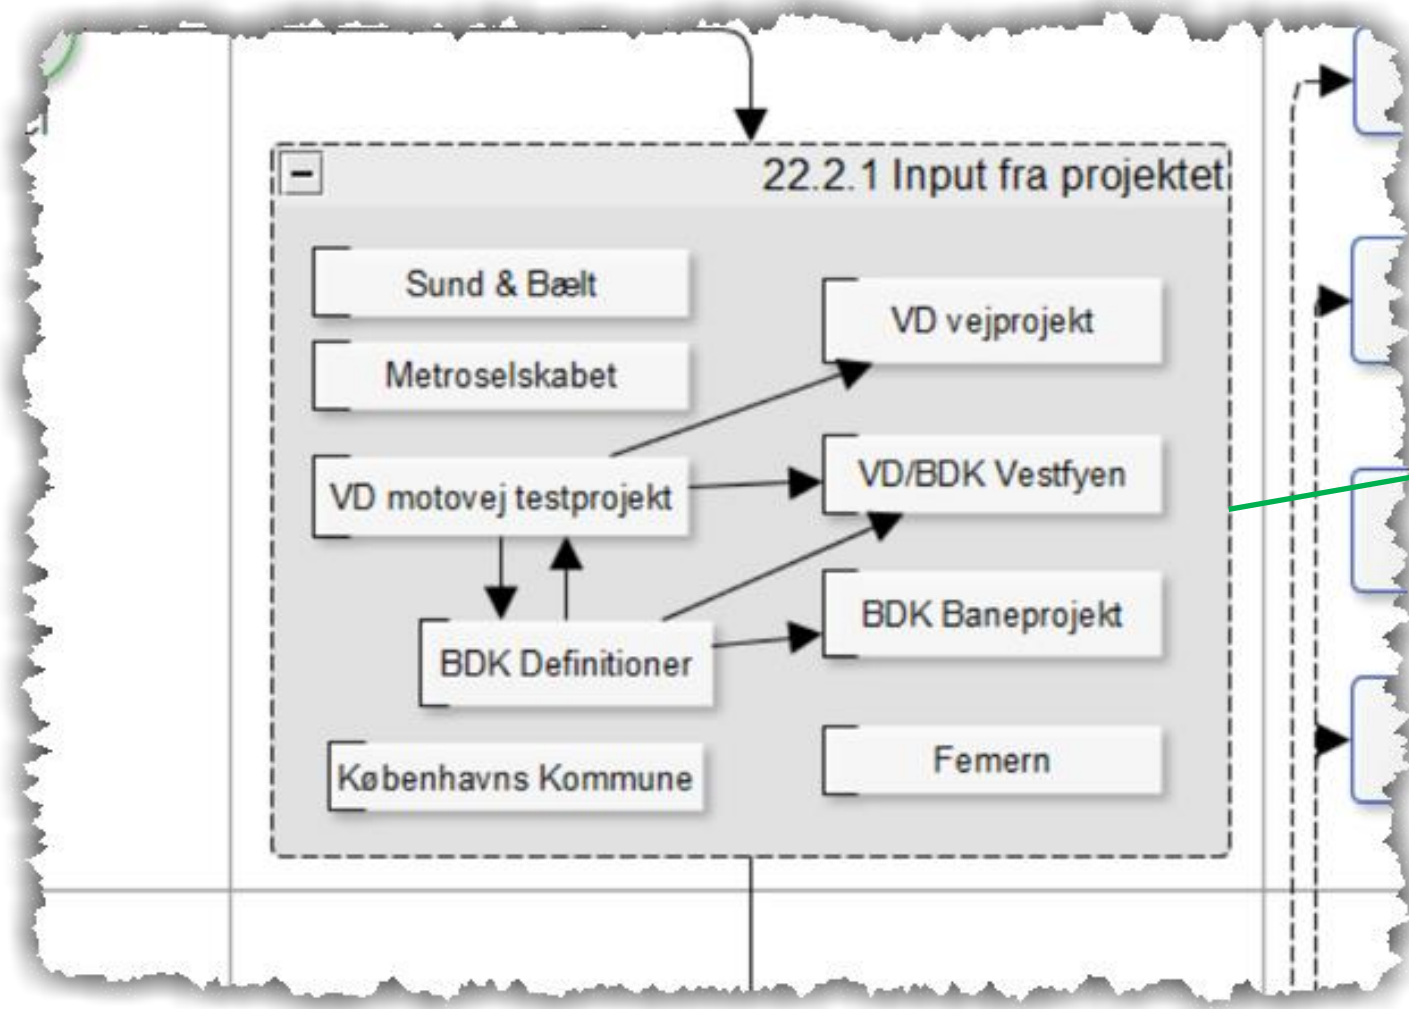 22.2.1 Input fra projektet
Sund & Bælt
Metroselskabet
VD motovej testprojekt
BDK Definitioner
Københavns Kommune
VD vejprojekt
VD/BDK Vestfyen
BDK Baneprojekt
Femern